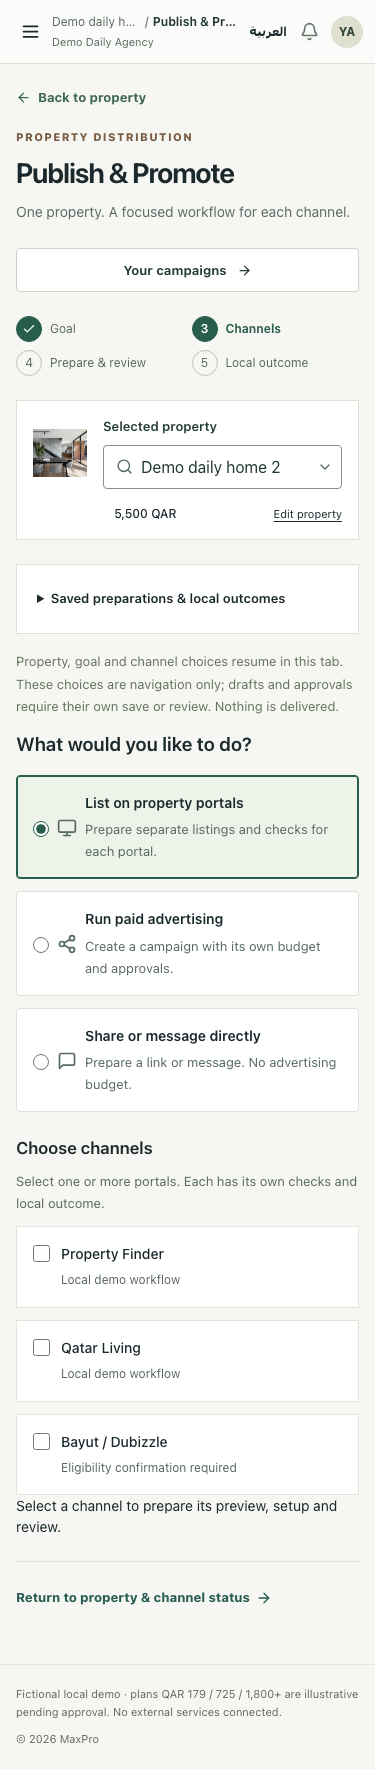 Demo daily h... / Publish & Pr...
Demo Daily Agency
العربية
YA
Back to property
PROPERTY DISTRIBUTION
Publish & Promote
One property. A focused workflow for each channel.
Your campaigns
Goal
3 Channels
4 Prepare & review
5 Local outcome
Selected property
Demo daily home 2
5,500 QAR
Edit property
Saved preparations & local outcomes
Property, goal and channel choices resume in this tab.
These choices are navigation only; drafts and approvals
require their own save or review. Nothing is delivered.
What would you like to do?
List on property portals
Prepare separate listings and checks for
each portal.
Run paid advertising
Create a campaign with its own budget
and approvals.
Share or message directly
Prepare a link or message. No advertising
budget.
Choose channels
Select one or more portals. Each has its own checks and
local outcome.
Property Finder
Local demo workflow
Qatar Living
Local demo workflow
Bayut / Dubizzle
Eligibility confirmation required
Select a channel to prepare its preview, setup and
review.
Return to property & channel status
Fictional local demo · plans QAR 179 / 725 / 1,800+ are illustrative
pending approval. No external services connected.
© 2026 MaxPro